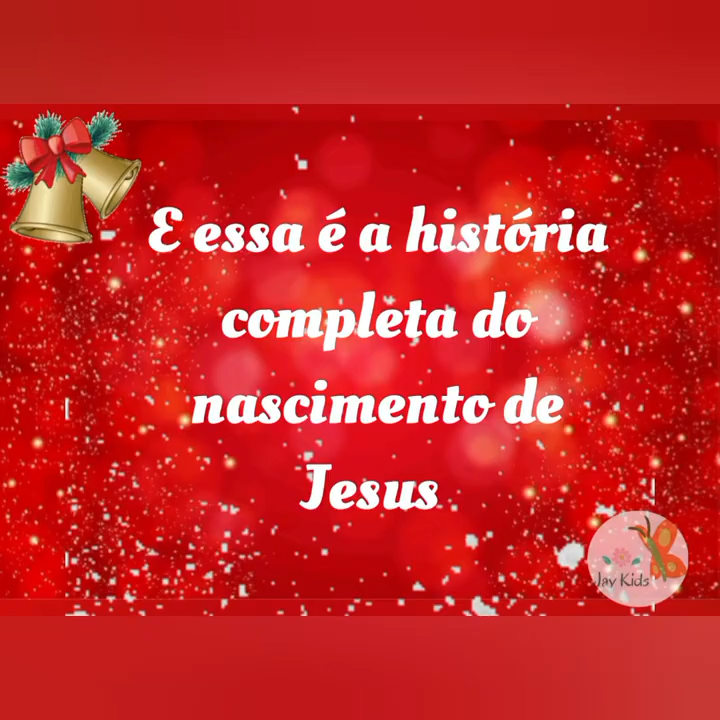 E essa é a história
completa do
nascimento de
Jesus
Jay Kids